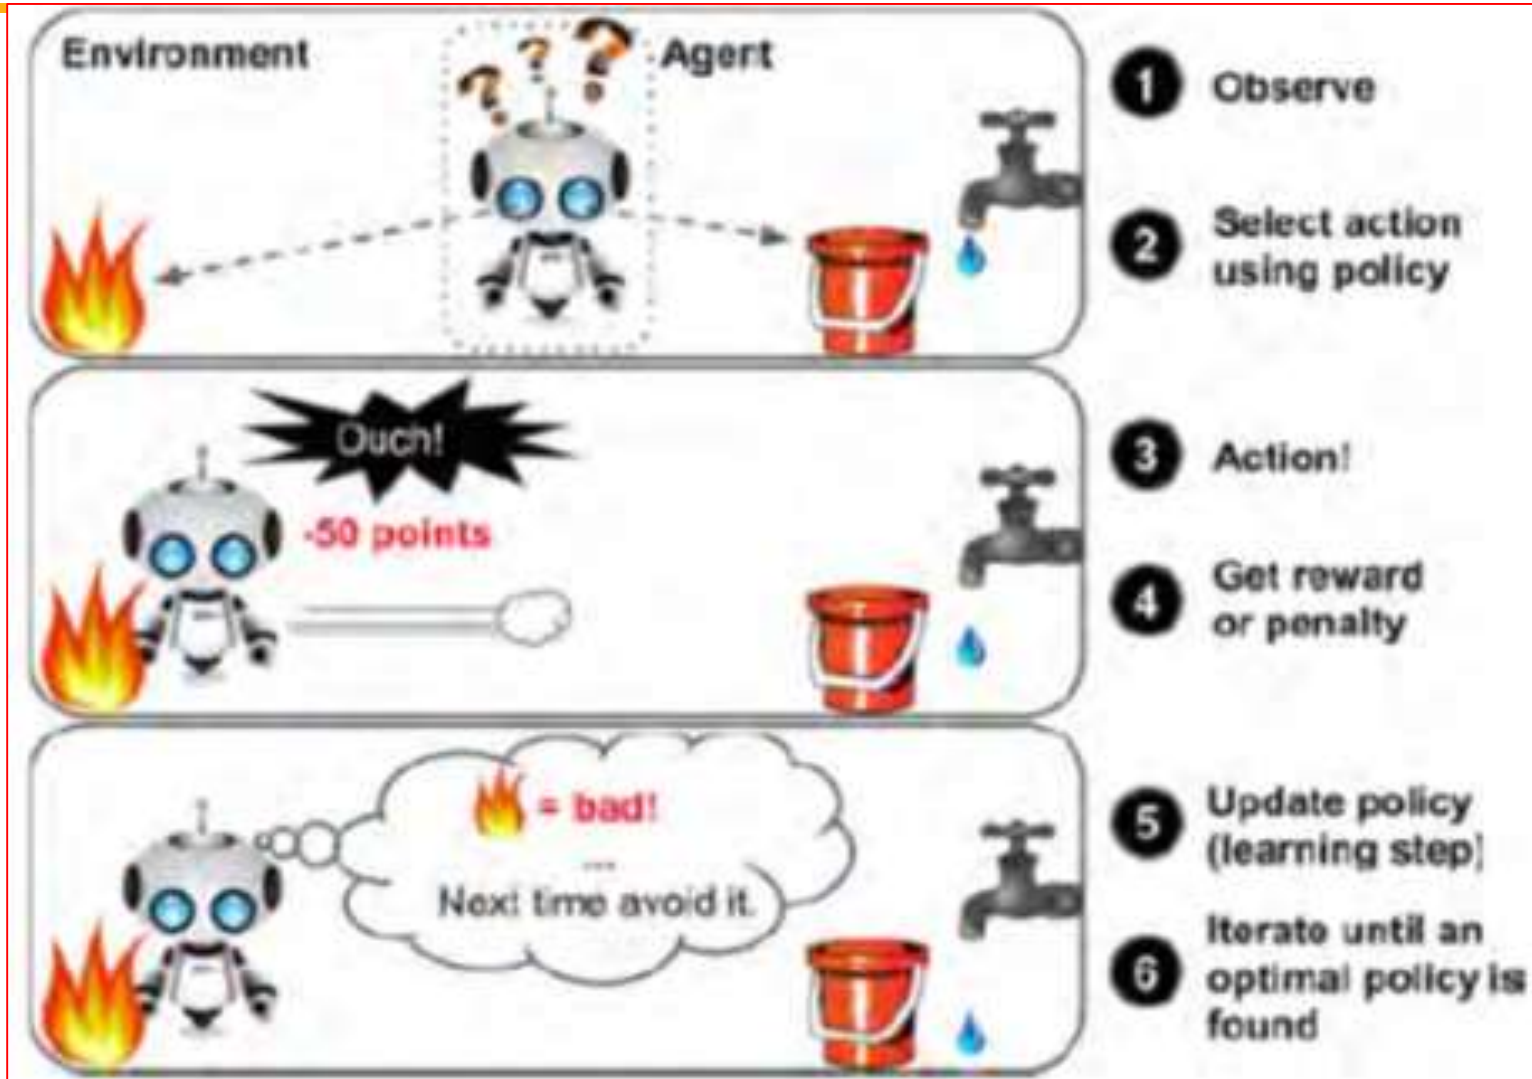 Environment
Agent
? ? ?
1 Observe
2 Select action
using policy
Ouch!
-50 points
3 Action!
4 Get reward
or penalty
= bad!
...
Next time avoid it.
5 Update policy
(learning step)
6 Iterate until an
optimal policy is
found